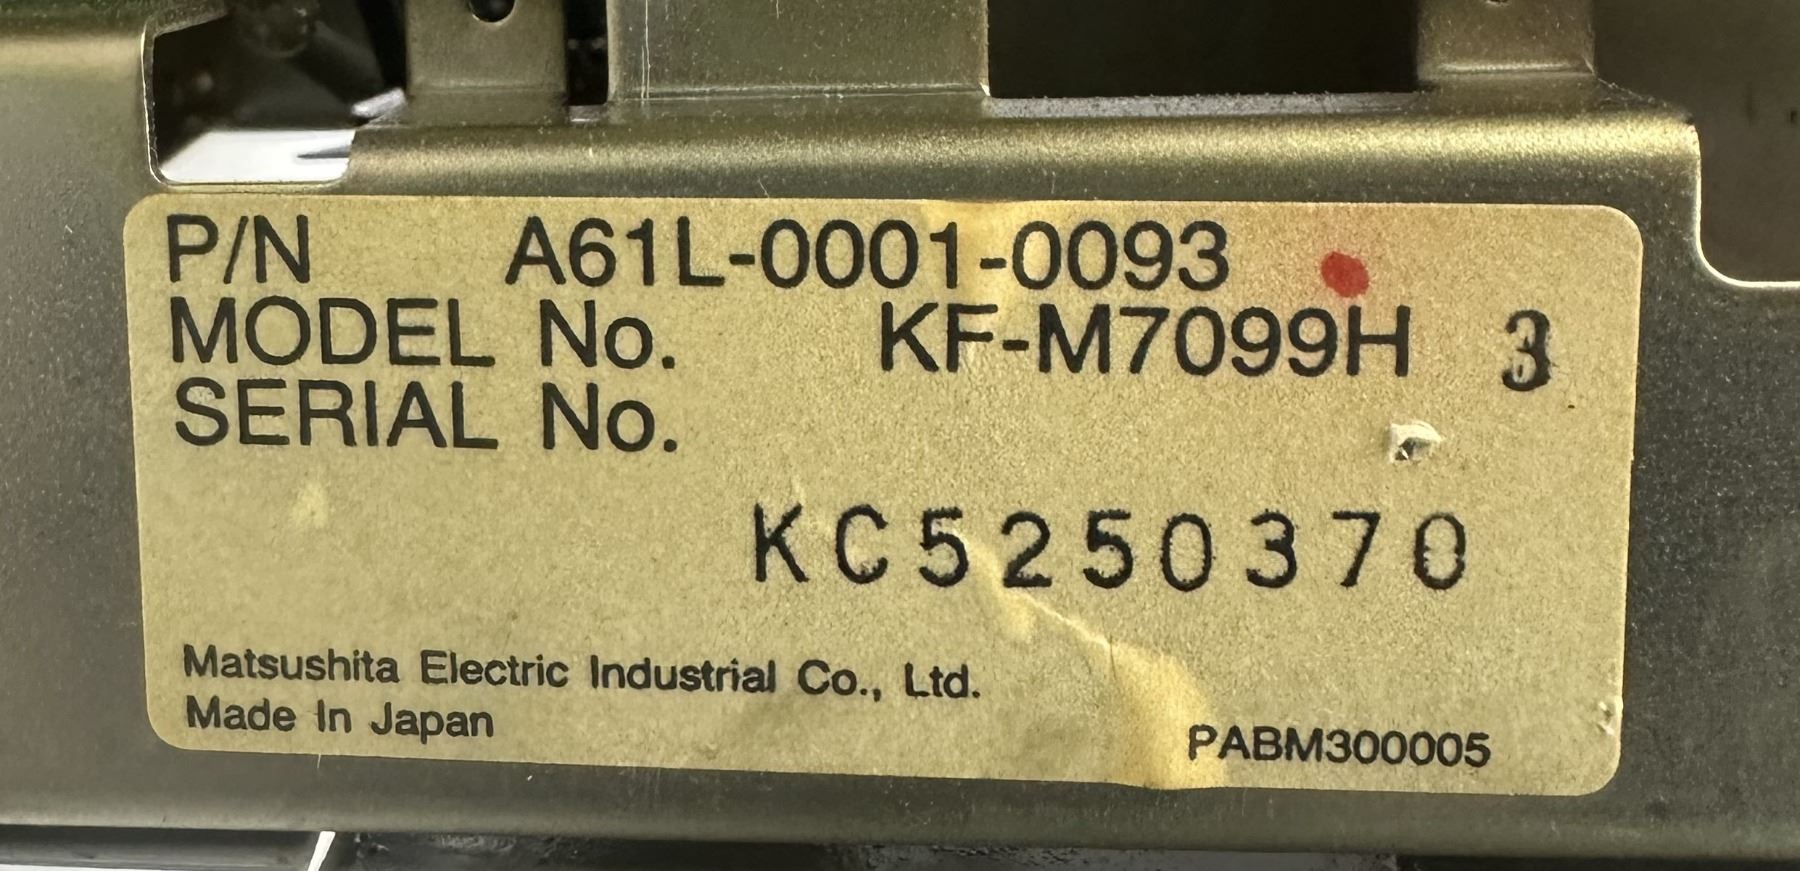 P/N A61L-0001-0093
MODEL No. KF-M7099H 3
SERIAL No.
KC5250370
Matsushita Electric Industrial Co., Ltd.
Made In Japan
PABM300005